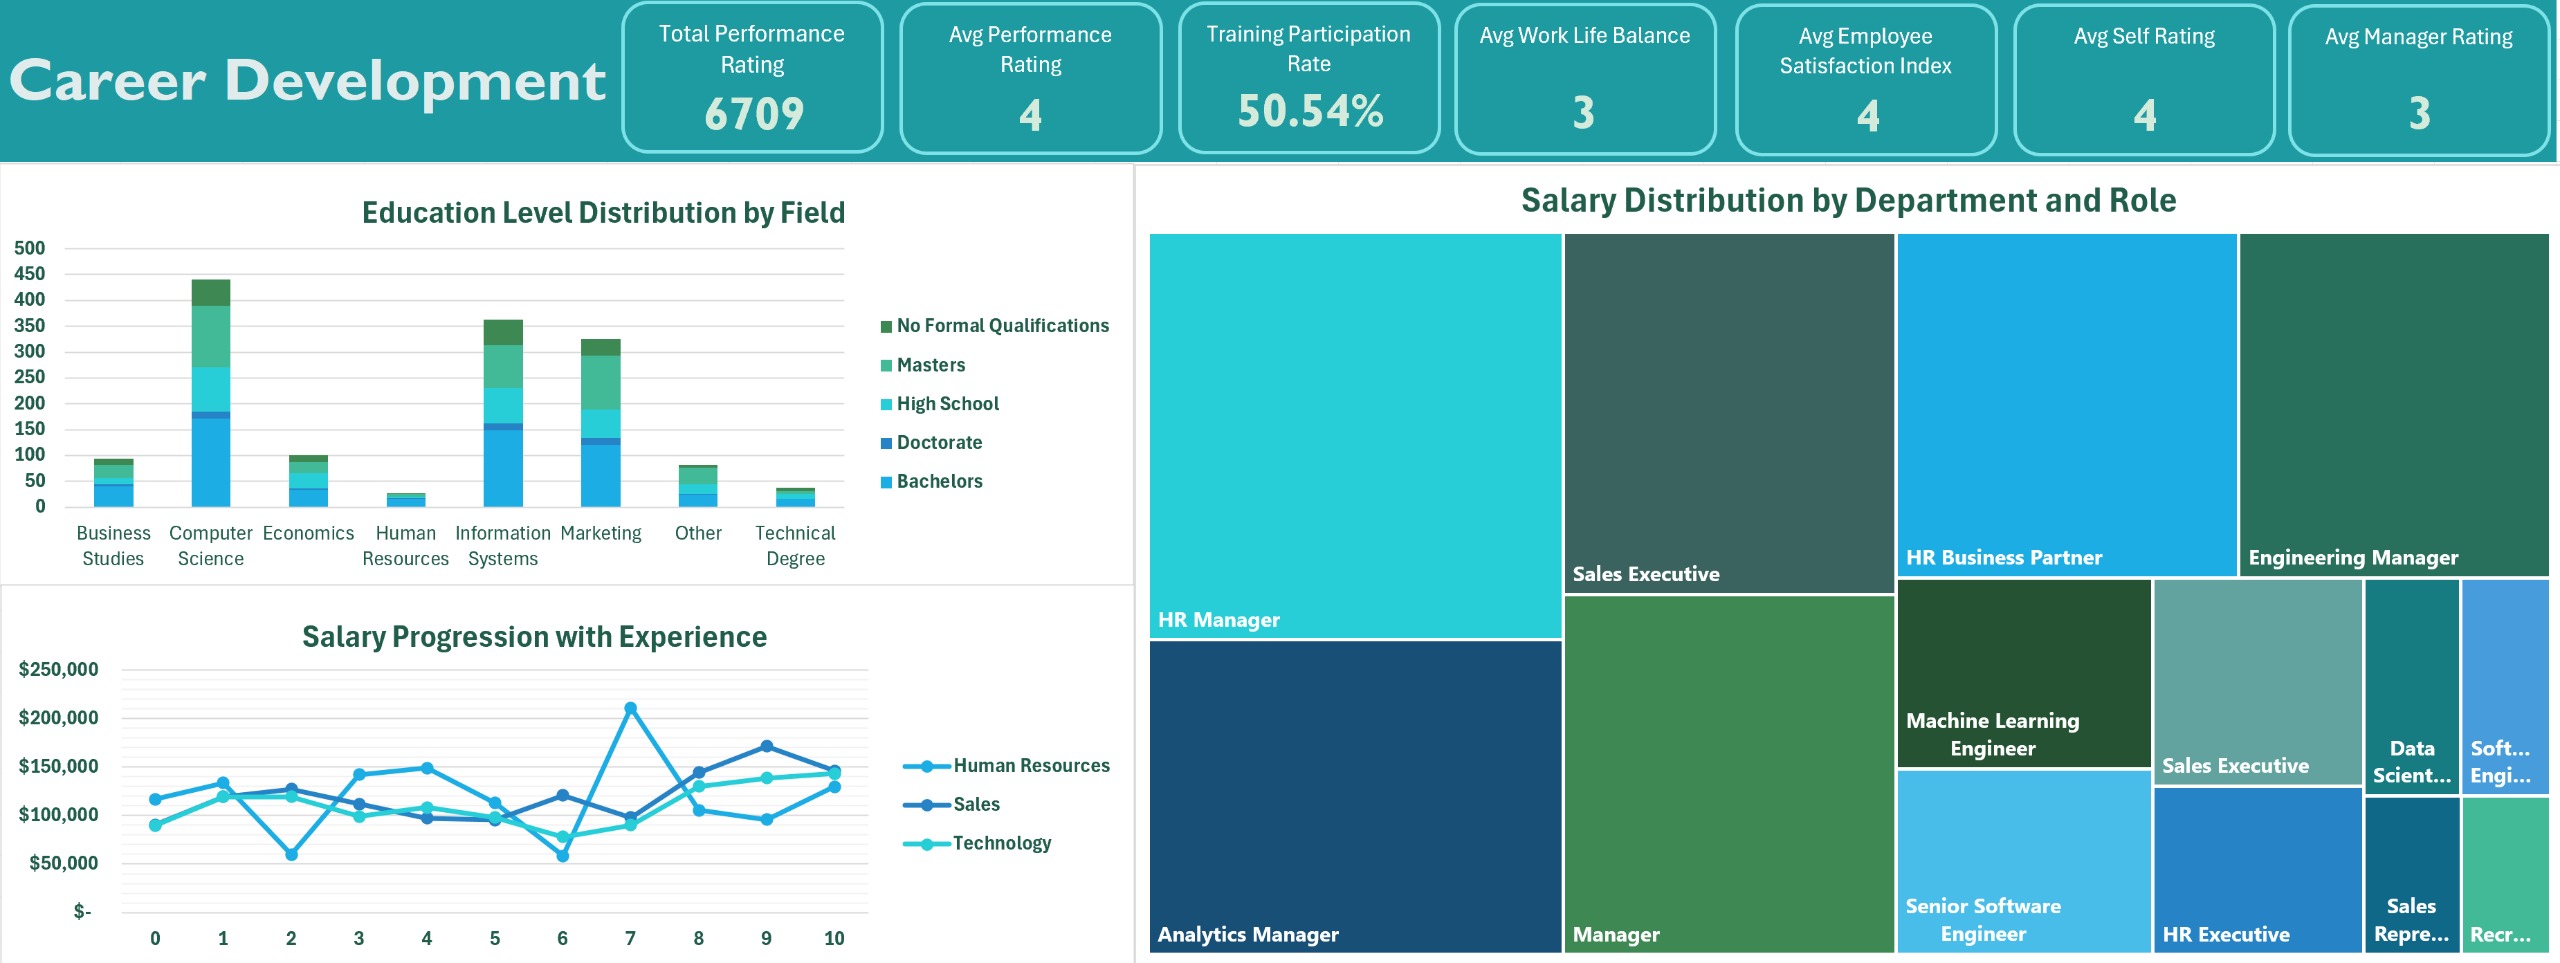 Career Development
Total Performance
Rating
6709
Avg Performance
Rating
4
Training Participation
Rate
50.54%
Avg Work Life Balance
3
Avg Employee
Satisfaction Index
4
Avg Self Rating
4
Avg Manager Rating
3
Education Level Distribution by Field
500
450
400
350
300
250
200
150
100
50
0
Business
Studies
Computer
Science
Economics
Human
Resources
Information
Systems
Marketing
Other
Technical
Degree
No Formal Qualifications
Masters
High School
Doctorate
Bachelors
Salary Progression with Experience
$250,000
$200,000
$150,000
$100,000
$50,000
$-
0 1 2 3 4 5 6 7 8 9 10
Human Resources
Sales
Technology
Salary Distribution by Department and Role
HR Manager
Analytics Manager
Sales Executive
Manager
HR Business Partner
Engineering Manager
Machine Learning
Engineer
Senior Software
Engineer
Sales Executive
HR Executive
Data
Scient...
Soft...
Engi...
Sales
Repre...
Recr...